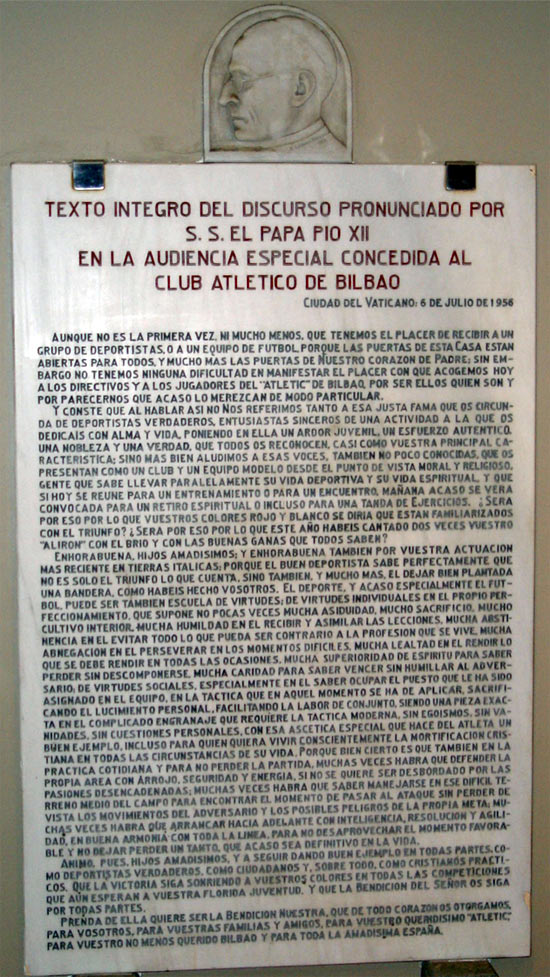 TEXTO INTEGRO DEL DISCURSO PRONUNCIADO POR
S. S. EL PAPA PIO XII
EN LA AUDIENCIA ESPECIAL CONCEDIDA AL
CLUB ATLETICO DE BILBAO
CIUDAD DEL VATICANO: 6 DE JULIO DE 1956
AUNQUE NO ES LA PRIMERA VEZ, NI MUCHO MENOS, QUE TENEMOS EL PLACER DE RECIBIR A UN
GRUPO DE DEPORTISTAS, O A UN EQUIPO DE FUTBOL, PORQUE LAS PUERTAS DE ESTA CASA ESTAN
ABIERTAS PARA TODOS, Y MUCHO MAS LAS PUERTAS DE NUESTRO CORAZON DE PADRE; SIN EM-
BARGO NO TENEMOS NINGUNA DIFICULTAD EN MANIFESTAR EL PLACER CON QUE ACOGEMOS HOY
A LOS DIRECTIVOS Y A LOS JUGADORES DEL "ATLETIC" DE BILBAO, POR SER ELLOS QUIEN SON Y
POR PARECERNOS QUE ACASO LO MEREZCAN DE MODO PARTICULAR.
Y CONSTE QUE AL HABLAR ASI NO NOS REFERIMOS TANTO A ESA JUSTA FAMA QUE OS CIRCUN-
DA DE DEPORTISTAS VERDADEROS, ENTUSIASTAS SINCEROS DE UNA ACTIVIDAD A LA QUE OS
DEDICAIS CON ALMA Y VIDA, PONIENDO EN ELLA UN ARDOR JUVENIL, UN ESFUERZO AUTENTICO,
UNA NOBLEZA Y UNA VERDAD, QUE TODOS OS RECONOCEN, CASI COMO VUESTRA PRINCIPAL CA-
RACTERISTICA; SINO MAS BIEN ALUDIMOS A ESAS VOCES, TAMBIEN NO POCO CONOCIDAS, QUE OS
PRESENTAN COMO UN CLUB Y UN EQUIPO MODELO DESDE EL PUNTO DE VISTA MORAL Y RELIGIOSO,
GENTE QUE SABE LLEVAR PARALELAMENTE SU VIDA DEPORTIVA Y SU VIDA ESPIRITUAL, Y QUE
SI HOY SE REUNE PARA UN ENTRENAMIENTO O PARA UN ENCUENTRO, MAÑANA ACASO SE VERA
CONVOCADA PARA UN RETIRO ESPIRITUAL O INCLUSO PARA UNA TANDA DE EJERCICIOS. ¿SERA
POR ESO POR LO QUE VUESTROS COLORES ROJO Y BLANCO SE DIRIA QUE ESTAN FAMILIARIZADOS
CON EL TRIUNFO? ¿SERA POR ESO POR LO QUE ESTE AÑO HABEIS CANTADO DOS VECES VUESTRO
"ALIRON" CON EL BRIO Y CON LAS BUENAS GANAS QUE TODOS SABEN?
ENHORABUENA, HIJOS AMADISIMOS; Y ENHORABUENA TAMBIEN POR VUESTRA ACTUACION
MAS RECIENTE EN TIERRAS ITALICAS; PORQUE EL BUEN DEPORTISTA SABE PERFECTAMENTE QUE
NO ES SOLO EL TRIUNFO LO QUE CUENTA, SINO TAMBIEN, Y MUCHO MAS, EL DEJAR BIEN PLANTADA
UNA BANDERA, COMO HABEIS HECHO VOSOTROS. EL DEPORTE, Y ACASO ESPECIALMENTE EL FUT-
BOL, PUEDE SER TAMBIEN ESCUELA DE VIRTUDES; DE VIRTUDES INDIVIDUALES EN EL PROPIO PER-
FECCIONAMIENTO, QUE SUPONE NO POCAS VECES MUCHA ASIDUIDAD, MUCHO SACRIFICIO, MUCHO
CULTIVO INTERIOR, MUCHA HUMILDAD EN EL RECIBIR Y ASIMILAR LAS LECCIONES, MUCHA ABSTI-
NENCIA EN EL EVITAR TODO LO QUE PUEDA SER CONTRARIO A LA PROFESION QUE SE VIVE, MUCHA
ABNEGACION EN EL PERSEVERAR EN LOS MOMENTOS DIFICILES, MUCHA LEALTAD EN EL RENDIR LO
QUE SE DEBE RENDIR EN TODAS LAS OCASIONES, MUCHA SUPERIORIDAD DE ESPIRITU PARA SABER
PERDER SIN DESCOMPONERSE, MUCHA CARIDAD PARA SABER VENCER SIN HUMILLAR AL ADVER-
SARIO; DE VIRTUDES SOCIALES, ESPECIALMENTE EN EL SABER OCUPAR EL PUESTO QUE LE HA SIDO
ASIGNADO EN EL EQUIPO, EN LA TACTICA QUE EN AQUEL MOMENTO SE HA DE APLICAR, SACRIFI-
CANDO EL LUCIMIENTO PERSONAL, FACILITANDO LA LABOR DE CONJUNTO, SIENDO UNA PIEZA EXAC-
TA EN EL COMPLICADO ENGRANAJE QUE REQUIERE LA TACTICA MODERNA, SIN EGOISMOS, SIN VA-
NIDADES, SIN CUESTIONES PERSONALES, CON ESA ASCETICA ESPECIAL QUE HACE DEL ATLETA UN
BUEN EJEMPLO, INCLUSO PARA QUIEN QUIERA VIVIR CONSCIENTEMENTE LA MORTIFICACION CRIS-
TIANA EN TODAS LAS CIRCUNSTANCIAS DE SU VIDA. PORQUE BIEN CIERTO ES QUE TAMBIEN EN LA
PRACTICA COTIDIANA Y PARA NO PERDER LA PARTIDA, MUCHAS VECES HABRA QUE DEFENDER LA
PROPIA AREA CON ARROJO, SEGURIDAD Y ENERGIA, SI NO SE QUIERE SER DESBORDADO POR LAS
PASIONES DESENCADENADAS; MUCHAS VECES HABRA QUE SABER MANEJARSE EN ESE DIFICIL TE-
RRENO MEDIO DEL CAMPO PARA ENCONTRAR EL MOMENTO DE PASAR AL ATAQUE SIN PERDER DE
VISTA LOS MOVIMIENTOS DEL ADVERSARIO Y LOS POSIBLES PELIGROS DE LA PROPIA META; MU-
CHAS VECES HABRA QUE ARRANCAR HACIA ADELANTE CON INTELIGENCIA, RESOLUCION Y AGILI-
DAD, EN BUENA ARMONIA CON TODA LA LINEA, PARA NO DESAPROVECHAR EL MOMENTO FAVORA-
BLE Y NO DEJAR PERDER UN TANTO, QUE ACASO SEA DEFINITIVO EN LA VIDA.
ANIMO, PUES, HIJOS AMADISIMOS, Y A SEGUIR DANDO BUEN EJEMPLO EN TODAS PARTES, CO-
MO DEPORTISTAS VERDADEROS, COMO CIUDADANOS Y, SOBRE TODO, COMO CRISTIANOS PRACTI-
COS. QUE LA VICTORIA SIGA SONRIENDO A VUESTROS COLORES EN TODAS LAS COMPETICIONES
QUE AUN ESPERAN A VUESTRA FLORIDA JUVENTUD. Y QUE LA BENDICION DEL SEÑOR OS SIGA
POR TODAS PARTES.
PRENDA DE ELLA QUIERE SER LA BENDICION NUESTRA, QUE DE TODO CORAZON OS OTORGAMOS,
PARA VOSOTROS, PARA VUESTRAS FAMILIAS Y AMIGOS, PARA VUESTRO QUERIDISIMO "ATLETIC",
PARA VUESTRO NO MENOS QUERIDO BILBAO Y PARA TODA LA AMADISIMA ESPAÑA.